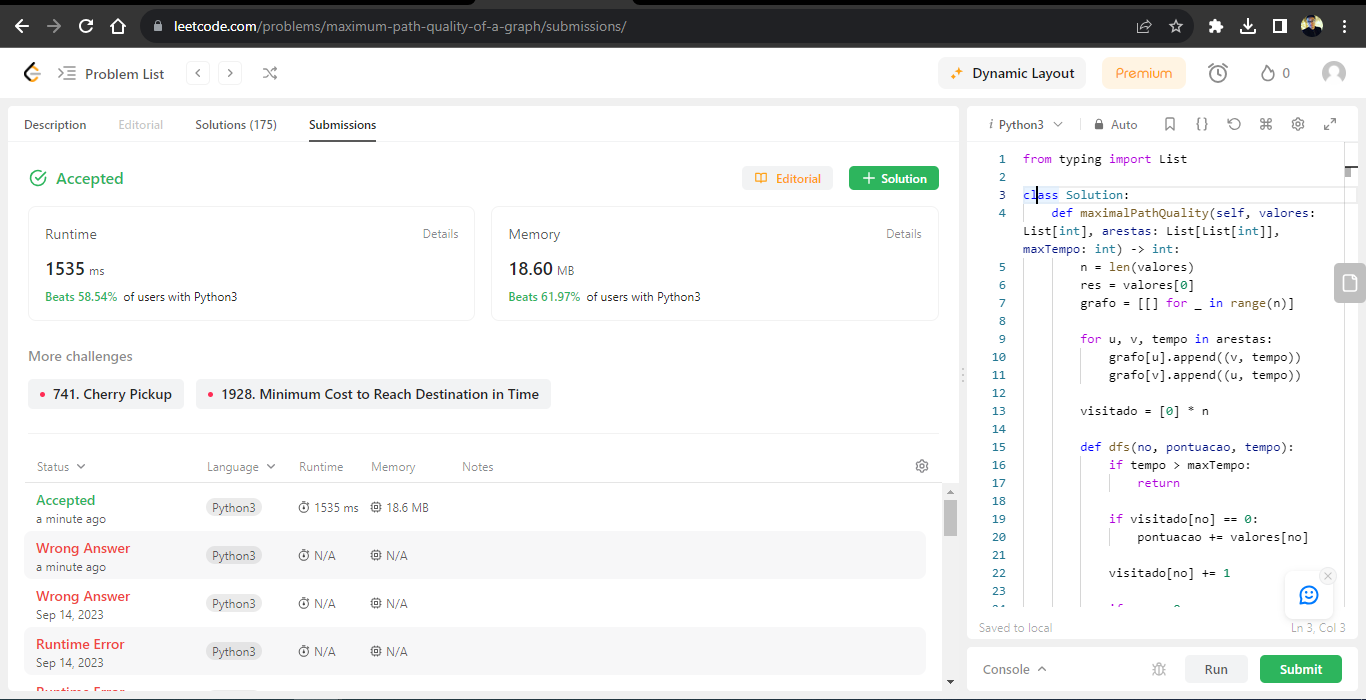 leetcode.com/problems/maximum-path-quality-of-a-graph/submissions/
Problem List
Dynamic Layout
Premium
0
Description Editorial Solutions (175) Submissions
Accepted
Editorial
+ Solution
Runtime Details
1535 ms
Beats 58.54% of users with Python3
Memory Details
18.60 MB
Beats 61.97% of users with Python3
More challenges
741. Cherry Pickup
1928. Minimum Cost to Reach Destination in Time
Status Language Runtime Memory Notes
Accepted
a minute ago
Python3 1535 ms 18.6 MB
Wrong Answer
a minute ago
Python3 N/A N/A
Wrong Answer
Sep 14, 2023
Python3 N/A N/A
Runtime Error
Sep 14, 2023
Python3 N/A N/A
Runtime Error
i Python3 Auto
1 from typing import List
2
3 class Solution:
4 def maximalPathQuality(self, valores:
List[int], arestas: List[List[int]],
maxTempo: int) -> int:
5 n = len(valores)
6 res = valores[0]
7 grafo = [[] for _ in range(n)]
8
9 for u, v, tempo in arestas:
10 grafo[u].append((v, tempo))
11 grafo[v].append((u, tempo))
12
13 visitado = [0] * n
14
15 def dfs(no, pontuacao, tempo):
16 if tempo > maxTempo:
17 return
18
19 if visitado[no] == 0:
20 pontuacao += valores[no]
21
22 visitado[no] += 1
23
Saved to local
Ln 3, Col 3
Console
Run
Submit